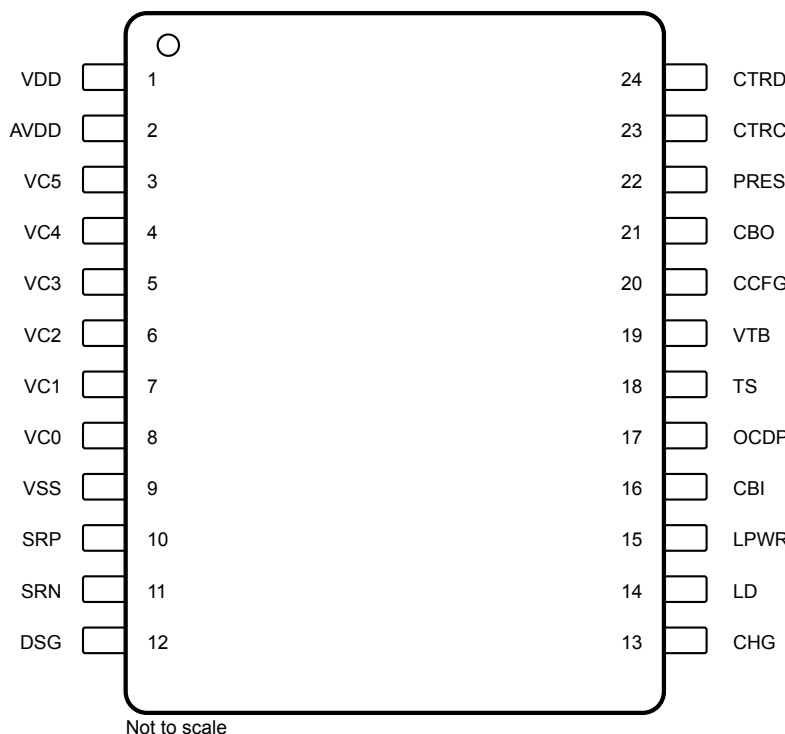 VDD 1 24 CTRD
AVDD 2 23 CTRC
VC5 3 22 PRES
VC4 4 21 CBO
VC3 5 20 CCFG
VC2 6 19 VTB
VC1 7 18 TS
VC0 8 17 OCDP
VSS 9 16 CBI
SRP 10 15 LPWR
SRN 11 14 LD
DSG 12 13 CHG
Not to scale